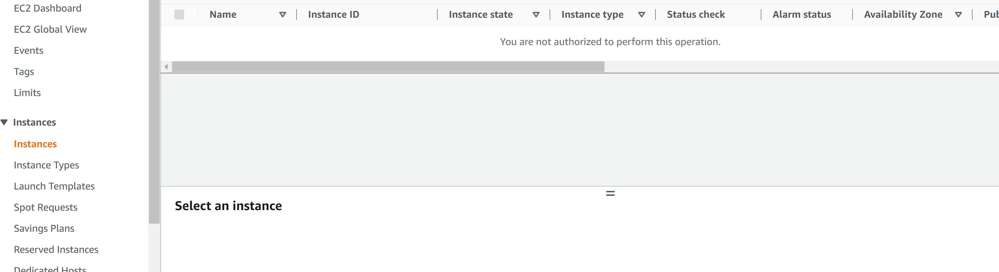 EC2 Dashboard
EC2 Global View
Events
Tags
Limits
Instances
Instances
Instance Types
Launch Templates
Spot Requests
Savings Plans
Reserved Instances
Dedicated Hosts
Name Instance ID Instance state Instance type Status check Alarm status Availability Zone Pub
You are not authorized to perform this operation.
Select an instance